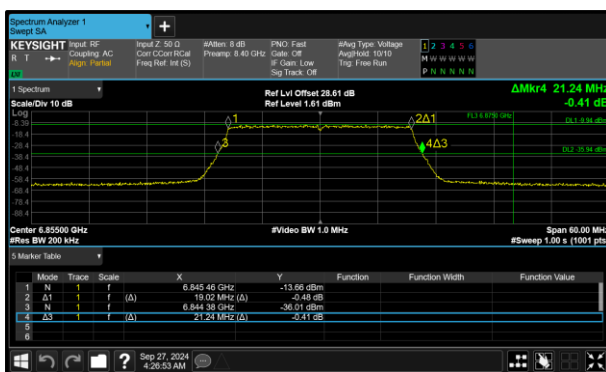 Spectrum Analyzer 1
Swept SA
+
KEYSIGHT Input: RF Input Z: 50 Ω #Atten: 8 dB PNO: Fast #Avg Type: Voltage 1 2 3 4 5 6
R T Coupling: AC Corr CCorr RCal Preamp: 8.40 GHz Gate: Off Avg|Hold: 10/10 M W W W W W
Align: Partial Freq Ref: Int (S) IF Gain: Low Trig: Free Run P N N N N N
Sig Track: Off
1 Spectrum Ref Lvl Offset 28.61 dB ΔMkr4 21.24 MHz
Scale/Div 10 dB Ref Level 1.61 dBm -0.41 dB
Log
-8.39 1 2Δ1 FL3 6.8750 GHz DL1 -9.94 dBm
-18.4
-28.4 3 4Δ3
-38.4 DL2 -35.94 dBm
-48.4
-58.4
-68.4
-78.4
-88.4
Center 6.85500 GHz #Video BW 1.0 MHz Span 60.00 MHz
#Res BW 200 kHz #Sweep 1.00 s (1001 pts)
5 Marker Table
Mode Trace Scale X Y Function Function Width Function Value
1 N 1 f 6.845 46 GHz -13.66 dBm
2 Δ1 1 f (Δ) 19.02 MHz (Δ) -0.48 dB
3 N 1 f 6.844 38 GHz -36.01 dBm
4 Δ3 1 f (Δ) 21.24 MHz (Δ) -0.41 dB
5
6
? Sep 27, 2024
4:26:53 AM